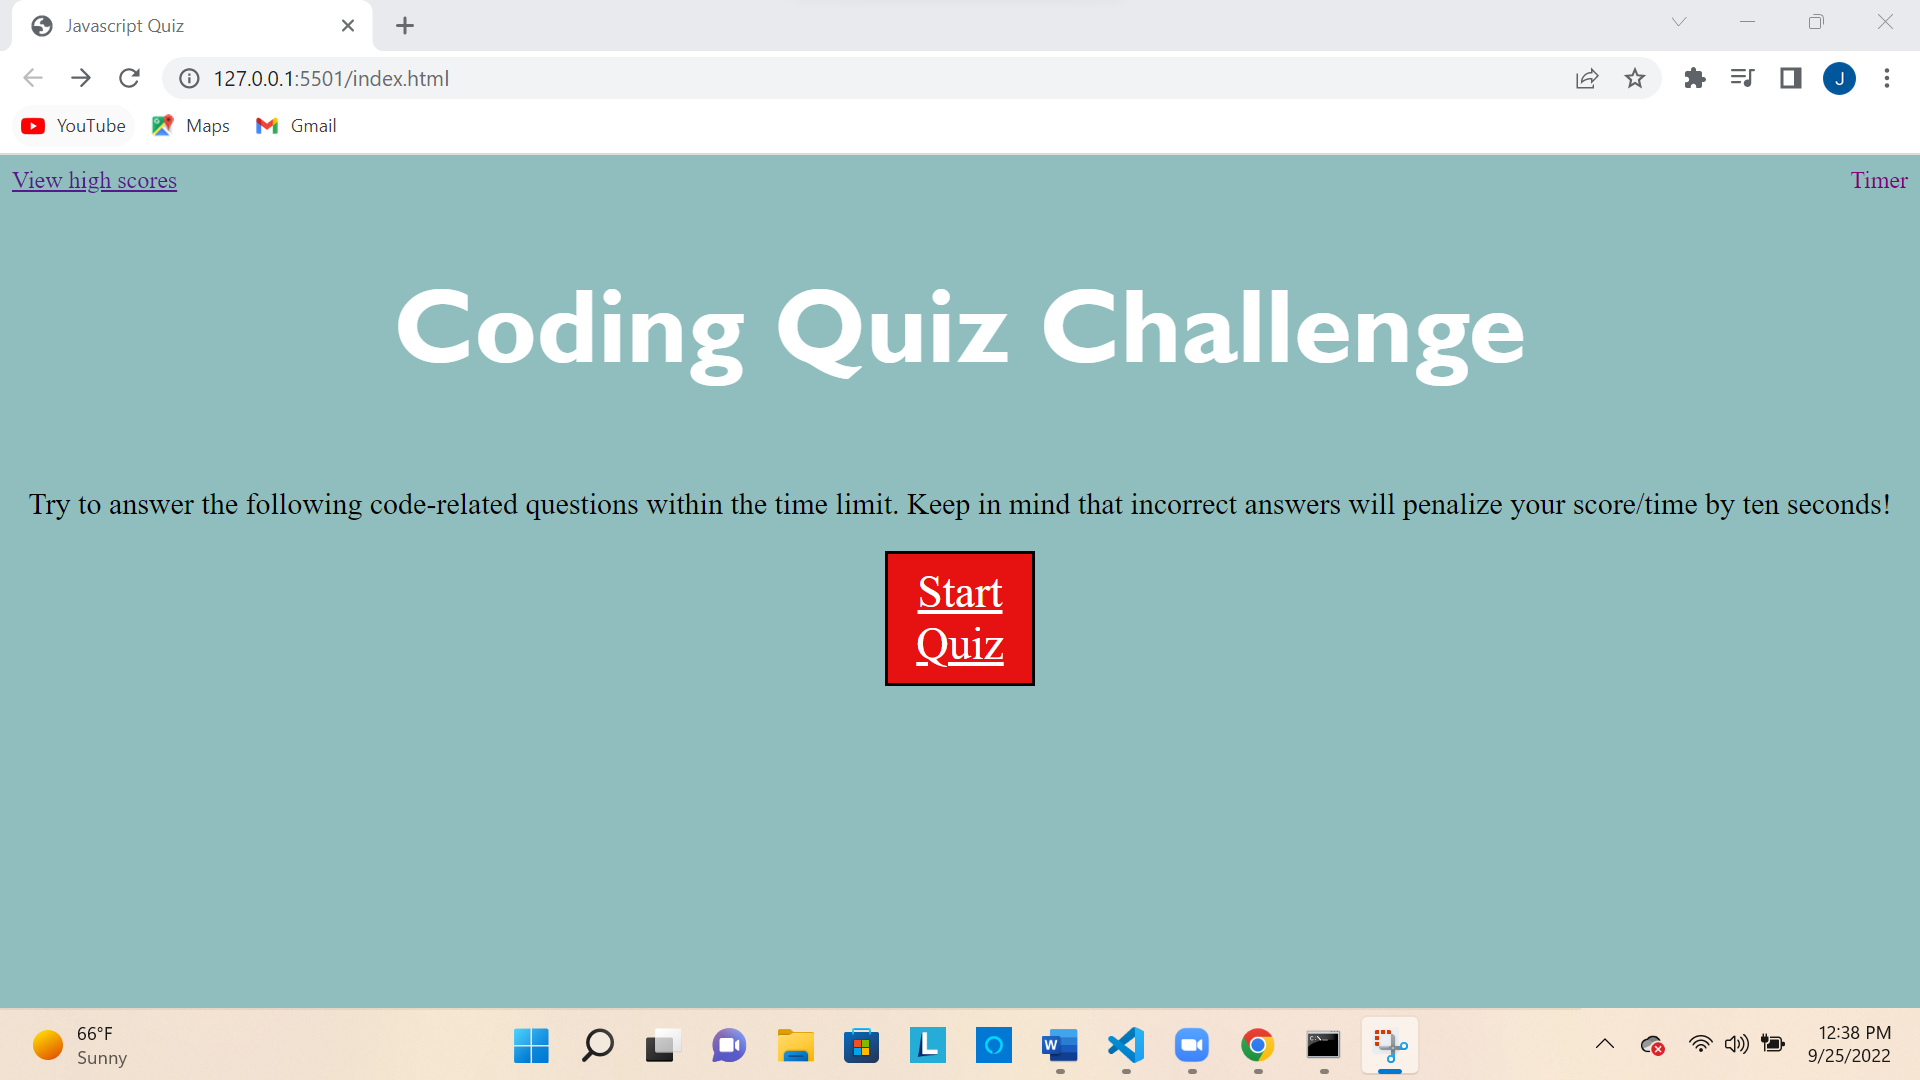 Javascript Quiz
127.0.0.1:5501/index.html
J
YouTube
Maps
Gmail
View high scores
Timer
Coding Quiz Challenge
Try to answer the following code-related questions within the time limit. Keep in mind that incorrect answers will penalize your score/time by ten seconds!
Start
Quiz
66°F
Sunny
L
W
12:38 PM
9/25/2022